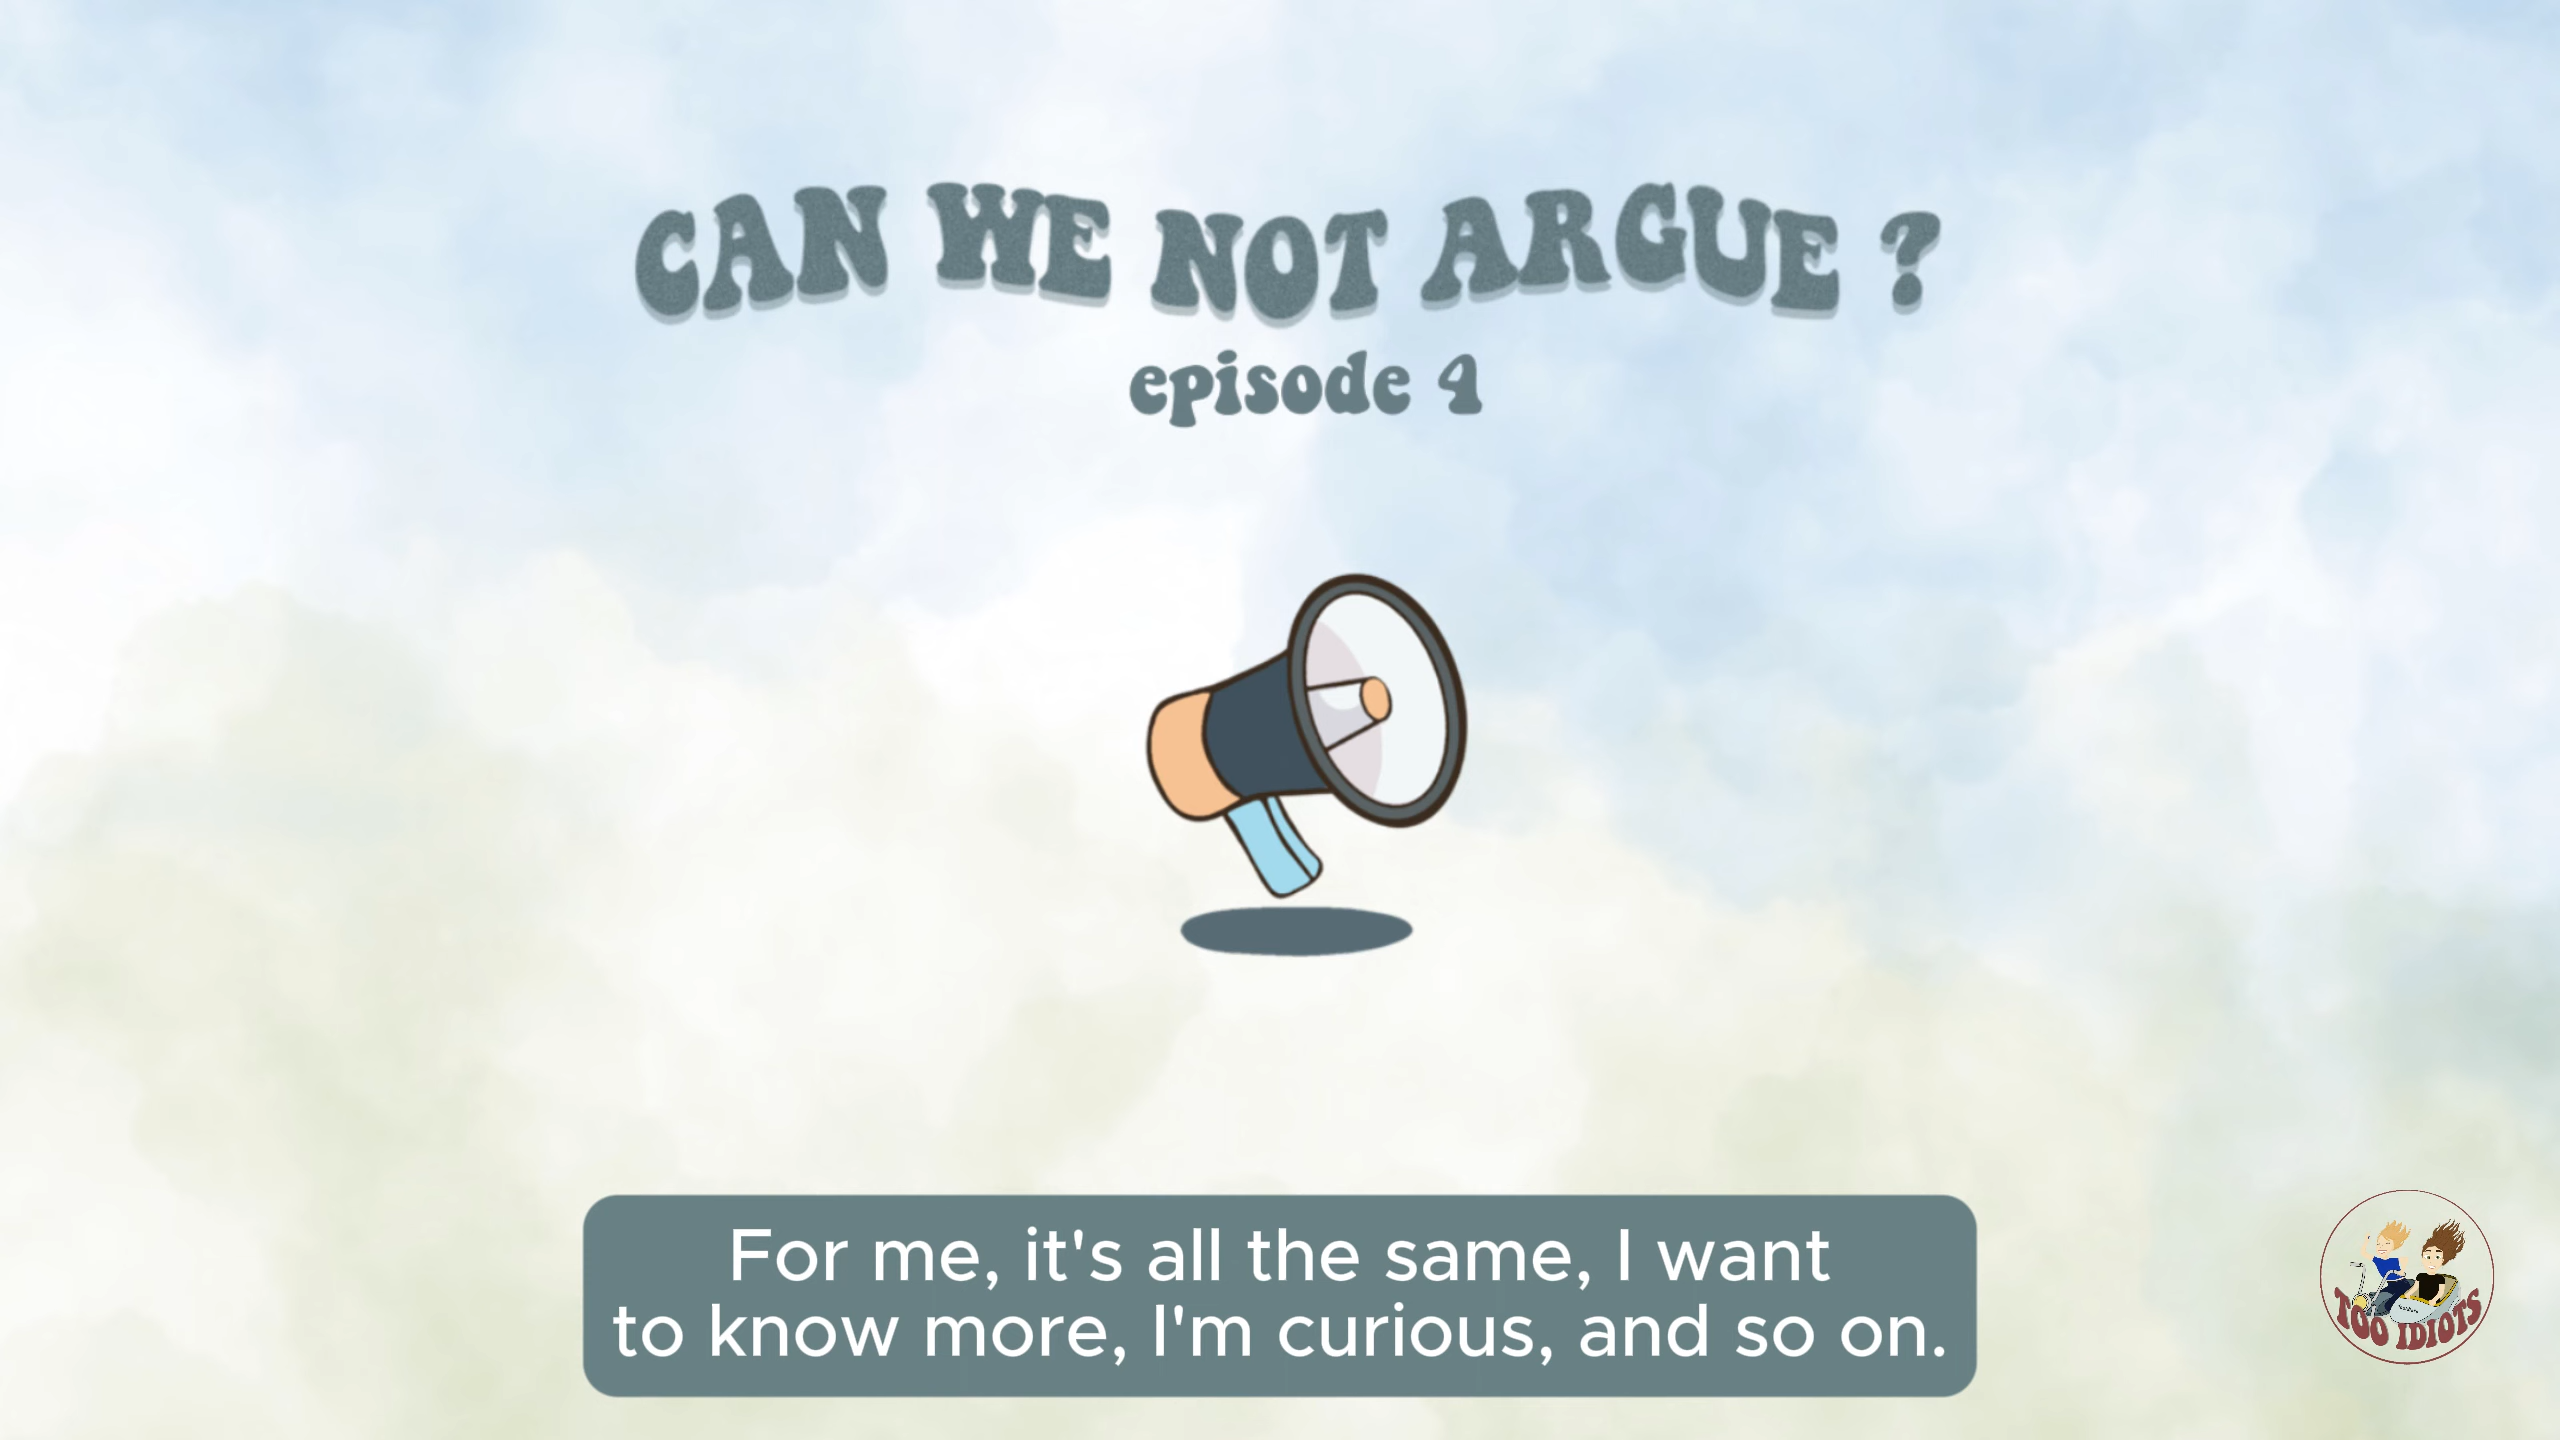 CAN WE NOT ARGUE ?
episode 4
For me, it's all the same, I want
to know more, I'm curious, and so on.
TOO IDIOTS